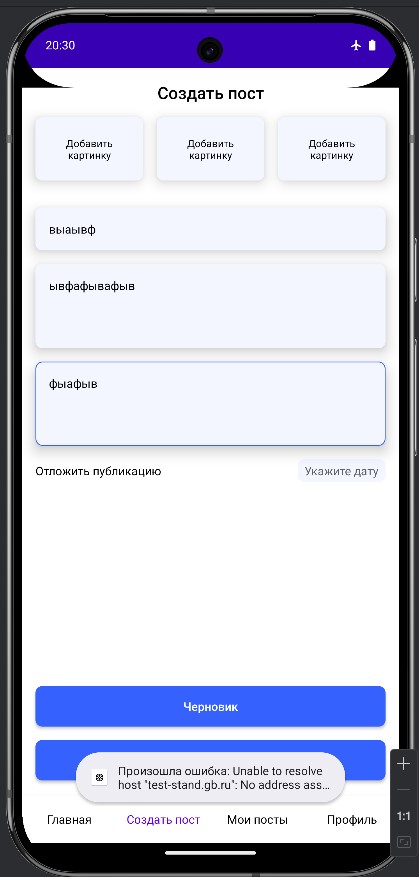 20:30
Создать пост
Добавить
картинку
Добавить
картинку
Добавить
картинку
выаывф
ывфафывафыв
фыафыв
Отложить публикацию
Укажите дату
Черновик
Произошла ошибка: Unable to resolve
host "test-stand.gb.ru": No address ass...
Главная
Создать пост
Мои посты
Профиль
1:1